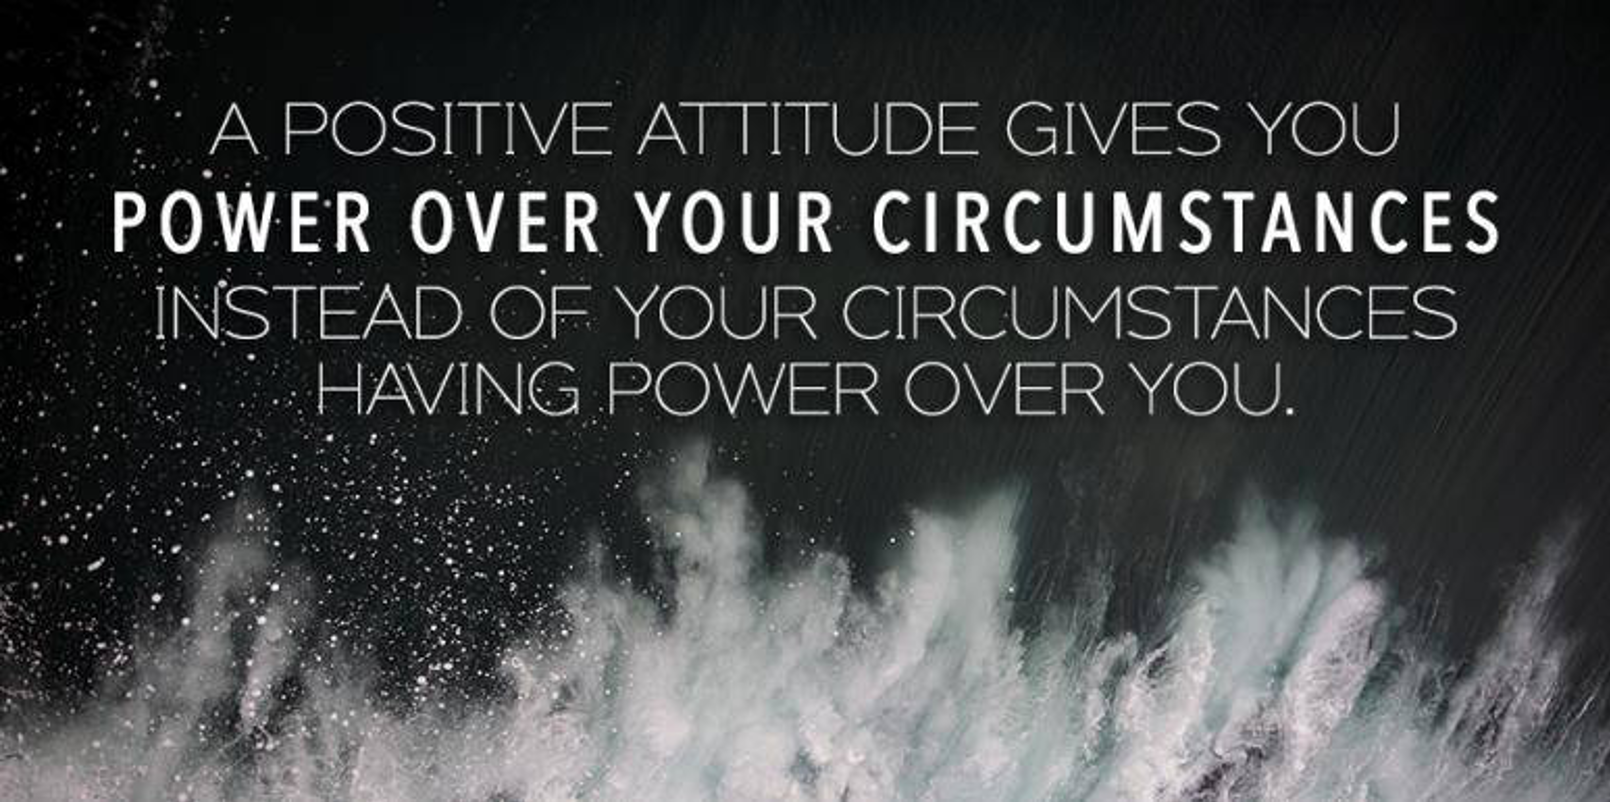 A POSITIVE ATTITUDE GIVES YOU
POWER OVER YOUR CIRCUMSTANCES
INSTEAD OF YOUR CIRCUMSTANCES
HAVING POWER OVER YOU.